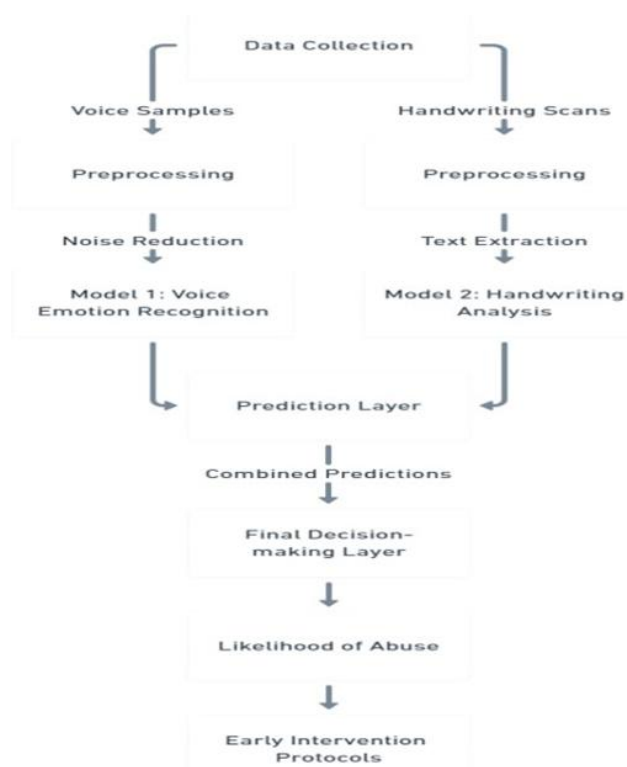 Data Collection
Voice Samples
Handwriting Scans
Preprocessing
Preprocessing
Noise Reduction
Text Extraction
Model 1: Voice
Emotion Recognition
Model 2: Handwriting
Analysis
Prediction Layer
Combined Predictions
Final Decision-
making Layer
Likelihood of Abuse
Early Intervention
Protocols